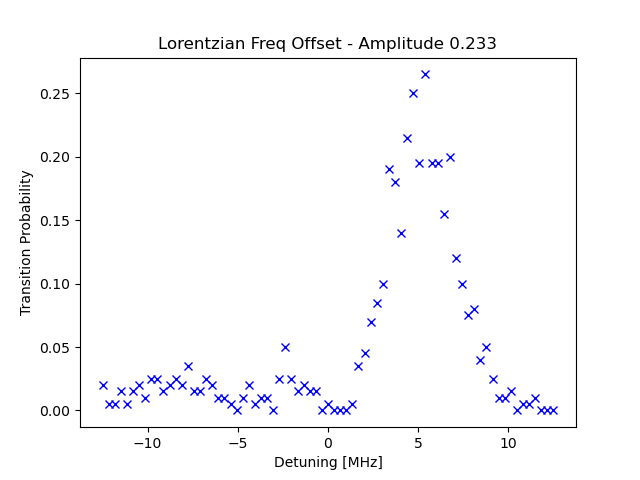 Lorentzian Freq Offset - Amplitude 0.233
0.25
0.20
0.15
0.10
0.05
0.00
Transition Probability
−10 −5 0 5 10
Detuning [MHz]